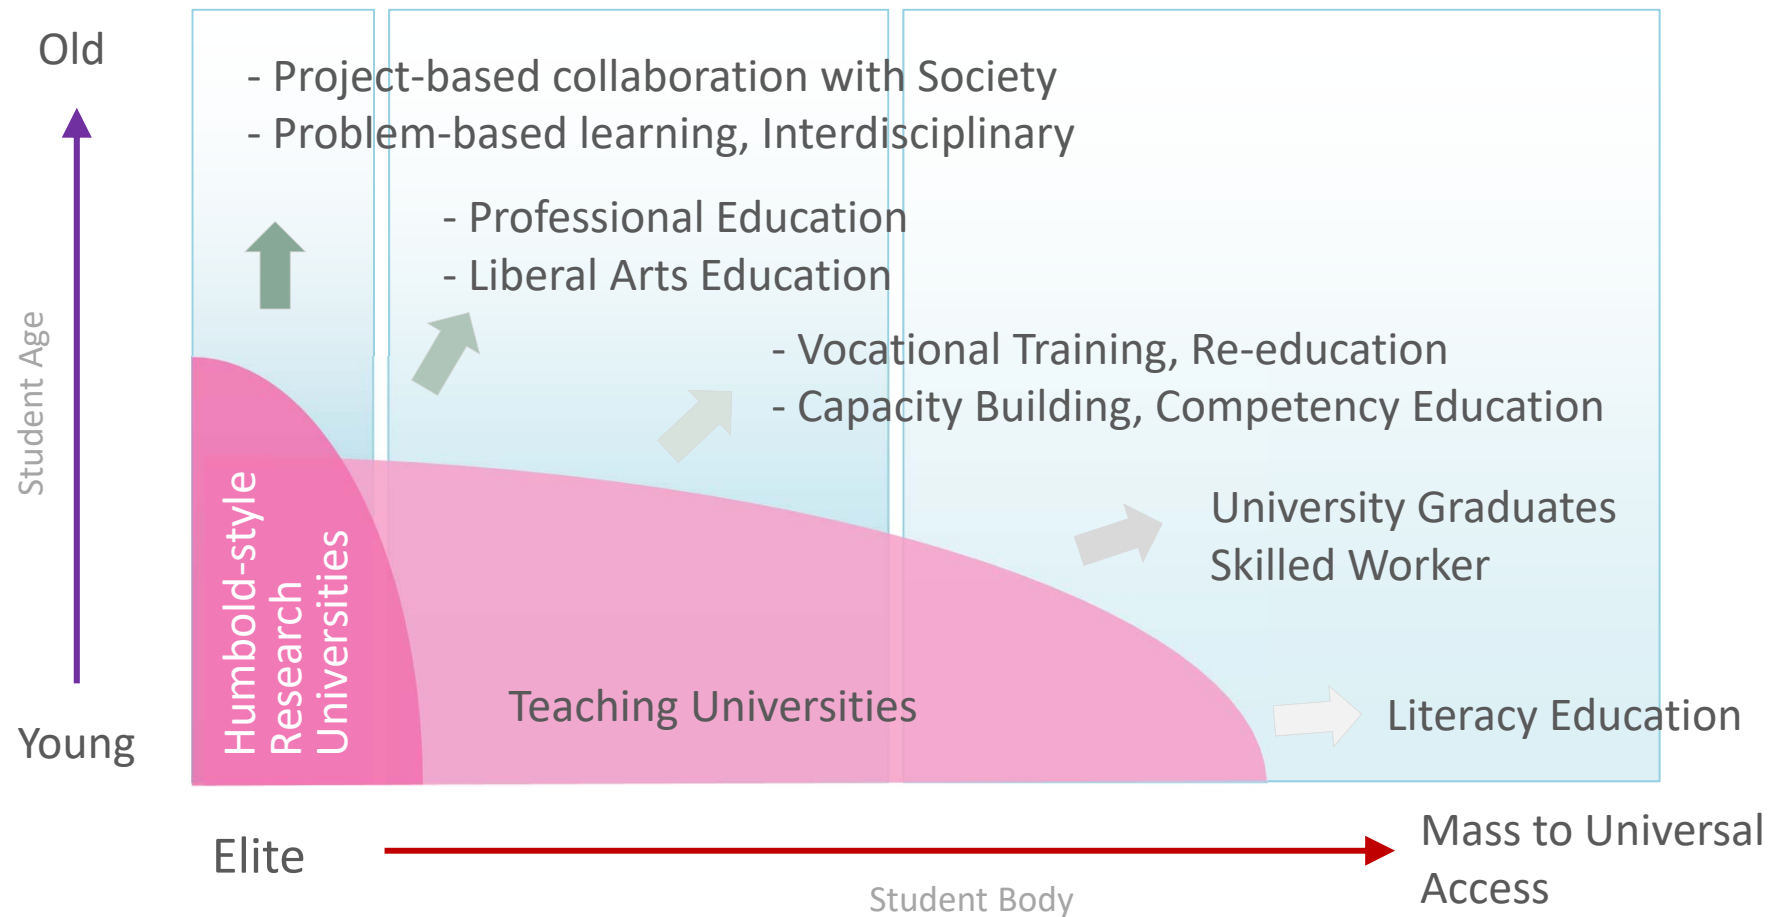 Old
- Project-based collaboration with Society
- Problem-based learning, Interdisciplinary
- Professional Education
- Liberal Arts Education
- Vocational Training, Re-education
- Capacity Building, Competency Education
Student Age
University Graduates
Skilled Worker
Humbold-style
Research
Universities
Teaching Universities
Literacy Education
Young
Elite
Mass to Universal
Access
Student Body